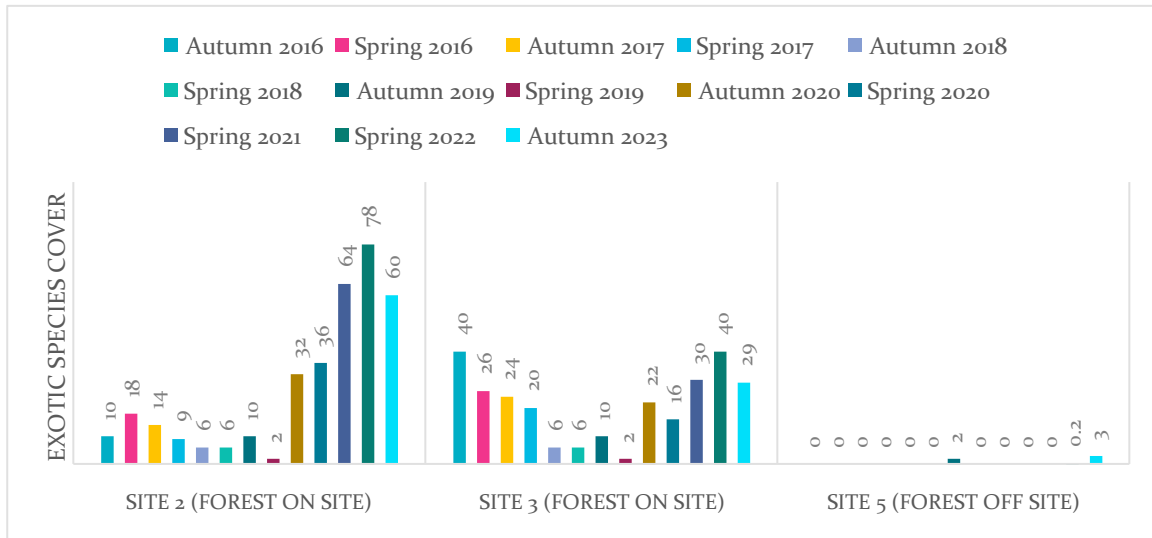 Autumn 2016 Spring 2016 Autumn 2017 Spring 2017 Autumn 2018
Spring 2018 Autumn 2019 Spring 2019 Autumn 2020 Spring 2020
Spring 2021 Spring 2022 Autumn 2023
EXOTIC SPECIES COVER
10 18 14 9 6 6 10 2 32 36 64 78 60
40 26 24 20 6 6 10 2 22 16 30 40 29
0 0 0 0 0 0 2 0 0 0 0 0.2 3
SITE 2 (FOREST ON SITE) SITE 3 (FOREST ON SITE) SITE 5 (FOREST OFF SITE)